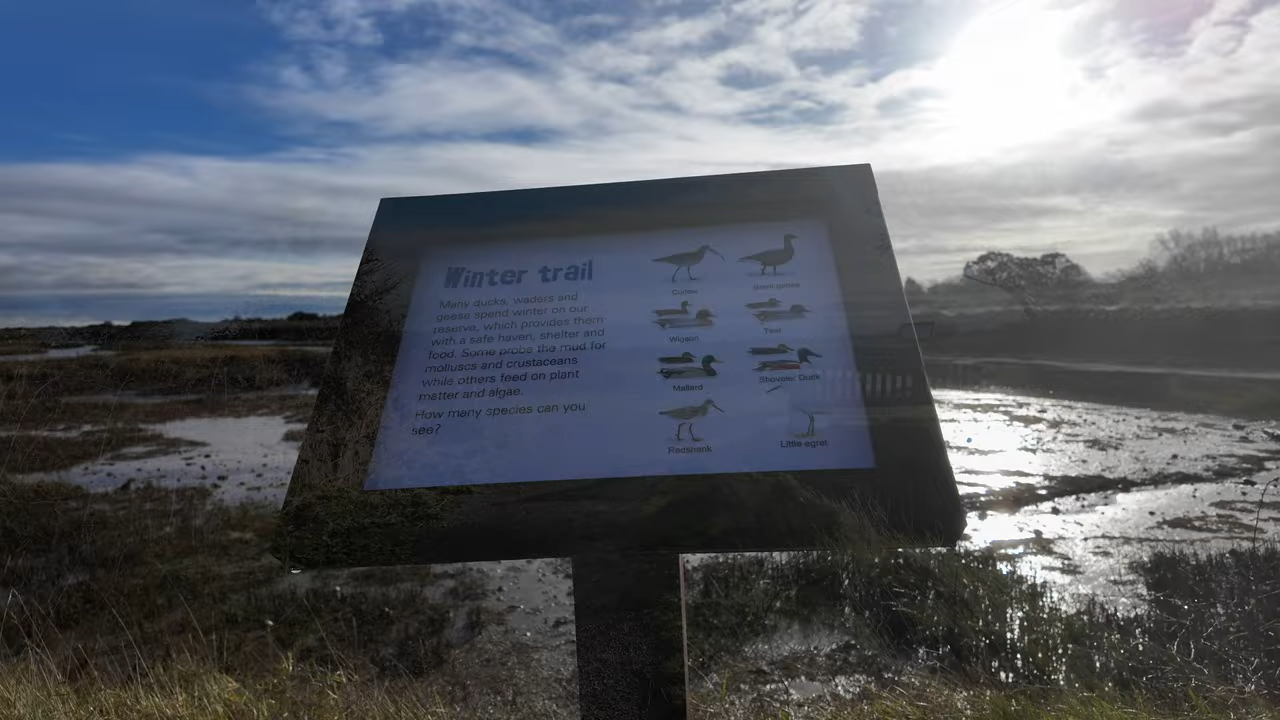 Winter trail
Many ducks, waders and
geese spend winter on our
reserve, which provides them
with a safe haven, shelter and
food. Some probe the mud for
molluscs and crustaceans
while others feed on plant
matter and algae.
How many species can you
see?
Curlew
Brent geese
Wigeon
Teal
Mallard
Shoveler Duck
Redshank
Little egret